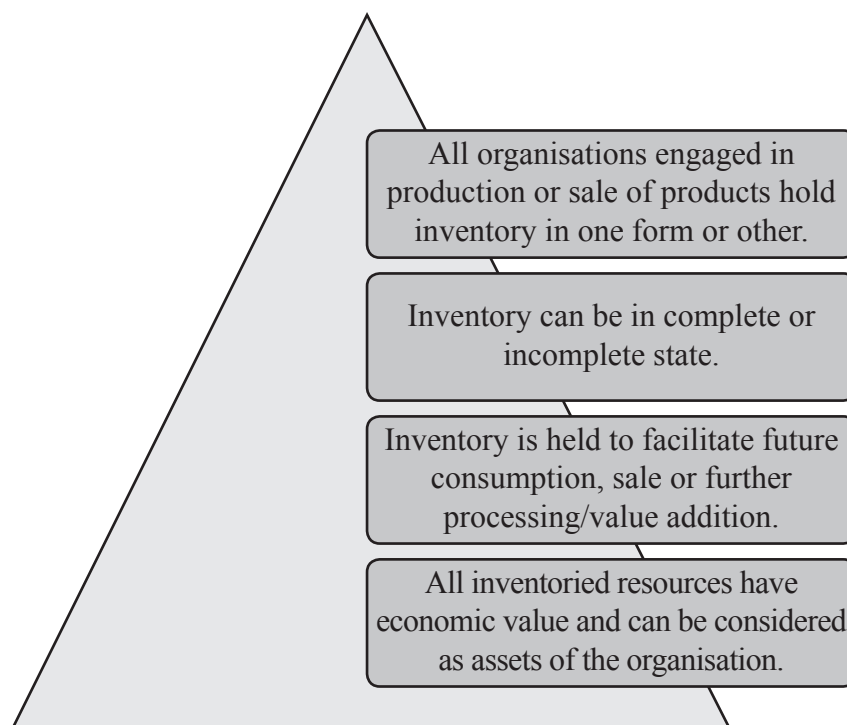 All organisations engaged in
production or sale of products hold
inventory in one form or other.
Inventory can be in complete or
incomplete state.
Inventory is held to facilitate future
consumption, sale or further
processing/value addition.
All inventoried resources have
economic value and can be considered
as assets of the organisation.